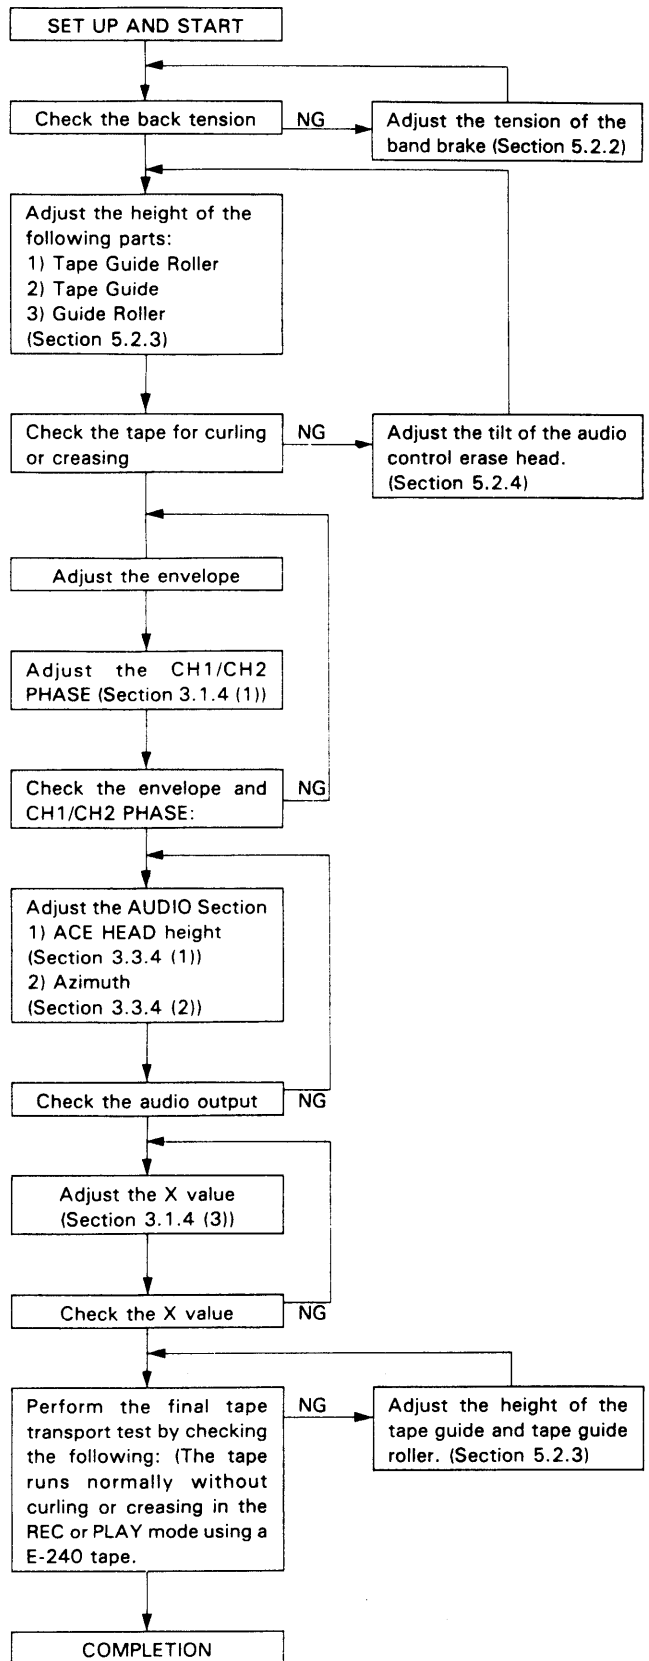 SET UP AND START
Check the back tension
NG
Adjust the tension of the
band brake (Section 5.2.2)
Adjust the height of the
following parts:
1) Tape Guide Roller
2) Tape Guide
3) Guide Roller
(Section 5.2.3)
Check the tape for curling
or creasing
NG
Adjust the tilt of the audio
control erase head.
(Section 5.2.4)
Adjust the envelope
Adjust the CH1/CH2
PHASE (Section 3.1.4 (1))
Check the envelope and
CH1/CH2 PHASE:
NG
Adjust the AUDIO Section
1) ACE HEAD height
(Section 3.3.4 (1))
2) Azimuth
(Section 3.3.4 (2))
Check the audio output
NG
Adjust the X value
(Section 3.1.4 (3))
Check the X value
NG
Perform the final tape
transport test by checking
the following: (The tape
runs normally without
curling or creasing in the
REC or PLAY mode using a
E-240 tape.
NG
Adjust the height of the
tape guide and tape guide
roller. (Section 5.2.3)
COMPLETION